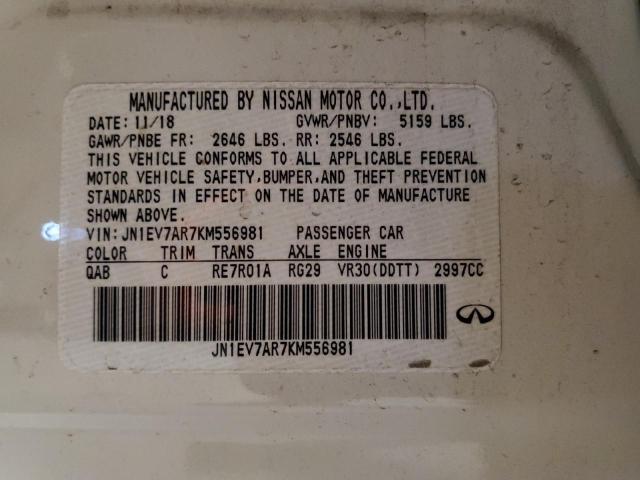 MANUFACTURED BY NISSAN MOTOR CO.,LTD.
DATE: 11/18 GVWR/PNBV: 5159 LBS.
GAWR/PNBE FR: 2646 LBS. RR: 2546 LBS.
THIS VEHICLE CONFORMS TO ALL APPLICABLE FEDERAL
MOTOR VEHICLE SAFETY,BUMPER,AND THEFT PREVENTION
STANDARDS IN EFFECT ON THE DATE OF MANUFACTURE
SHOWN ABOVE.
VIN: JN1EV7AR7KM556981 PASSENGER CAR
COLOR TRIM TRANS AXLE ENGINE
QAB C RE7R01A RG29 VR30(DDTT) 2997CC
JN1EV7AR7KM556981